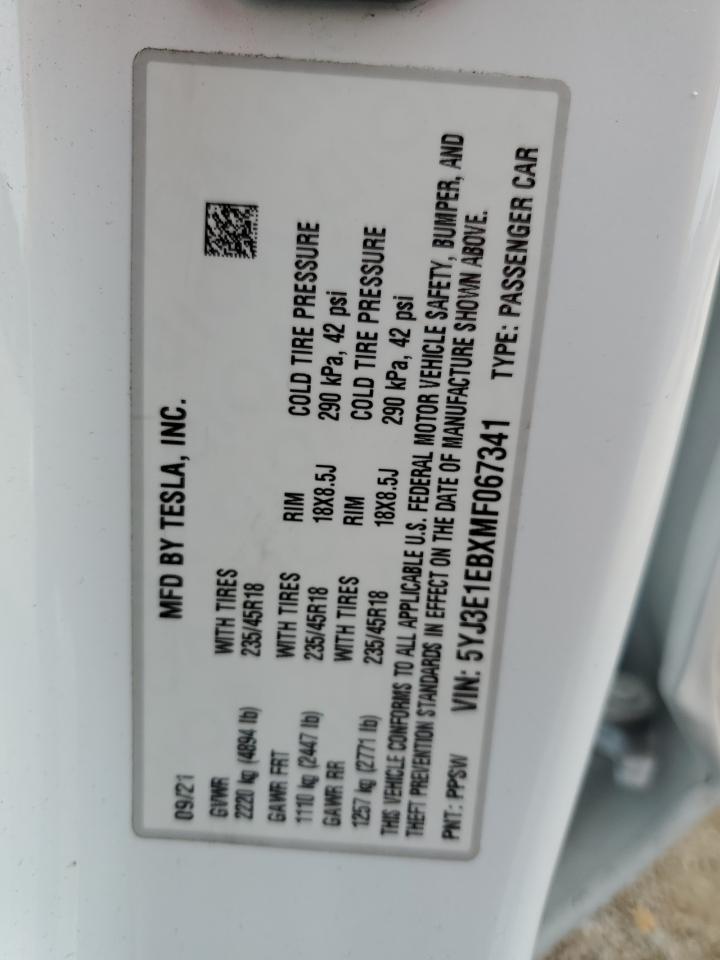 MFD BY TESLA, INC.
09/21
GVWR WITH TIRES
2220 kg (4894 lb) 235/45R18
GAWR FRT WITH TIRES RIM COLD TIRE PRESSURE
1110 kg (2447 lb) 235/45R18 18X8.5J 290 kPa, 42 psi
GAWR RR WITH TIRES RIM COLD TIRE PRESSURE
1257 kg (2771 lb) 235/45R18 18X8.5J 290 kPa, 42 psi
THIS VEHICLE CONFORMS TO ALL APPLICABLE U.S. FEDERAL MOTOR VEHICLE SAFETY, BUMPER, AND
THEFT PREVENTION STANDARDS IN EFFECT ON THE DATE OF MANUFACTURE SHOWN ABOVE.
PNT: PPSW VIN: 5YJ3E1EBXMF067341 TYPE: PASSENGER CAR